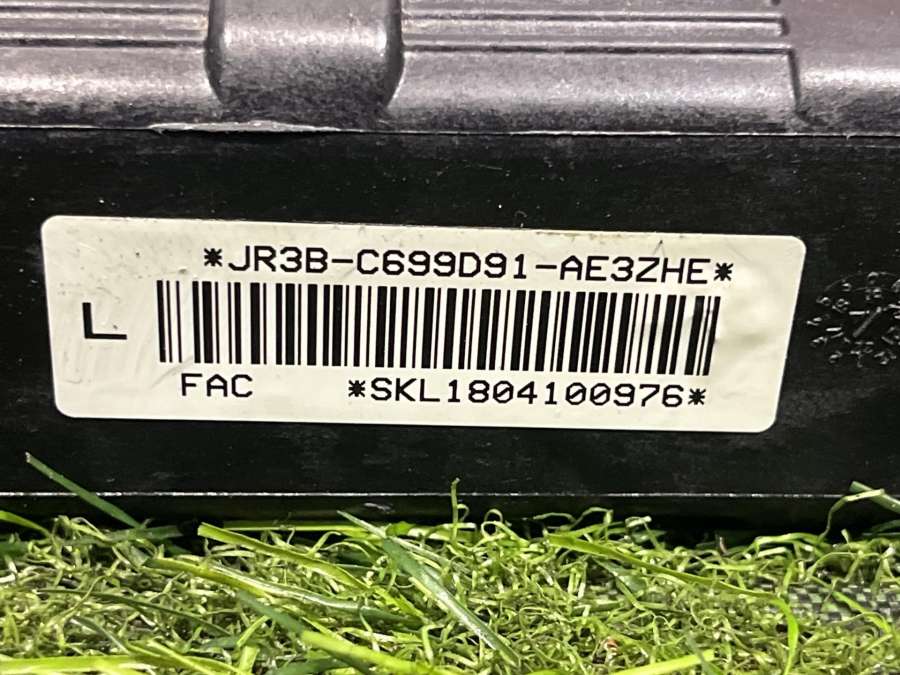 *JR3B-C699D91-AE3ZHE*
L
FAC *SKL1804100976*